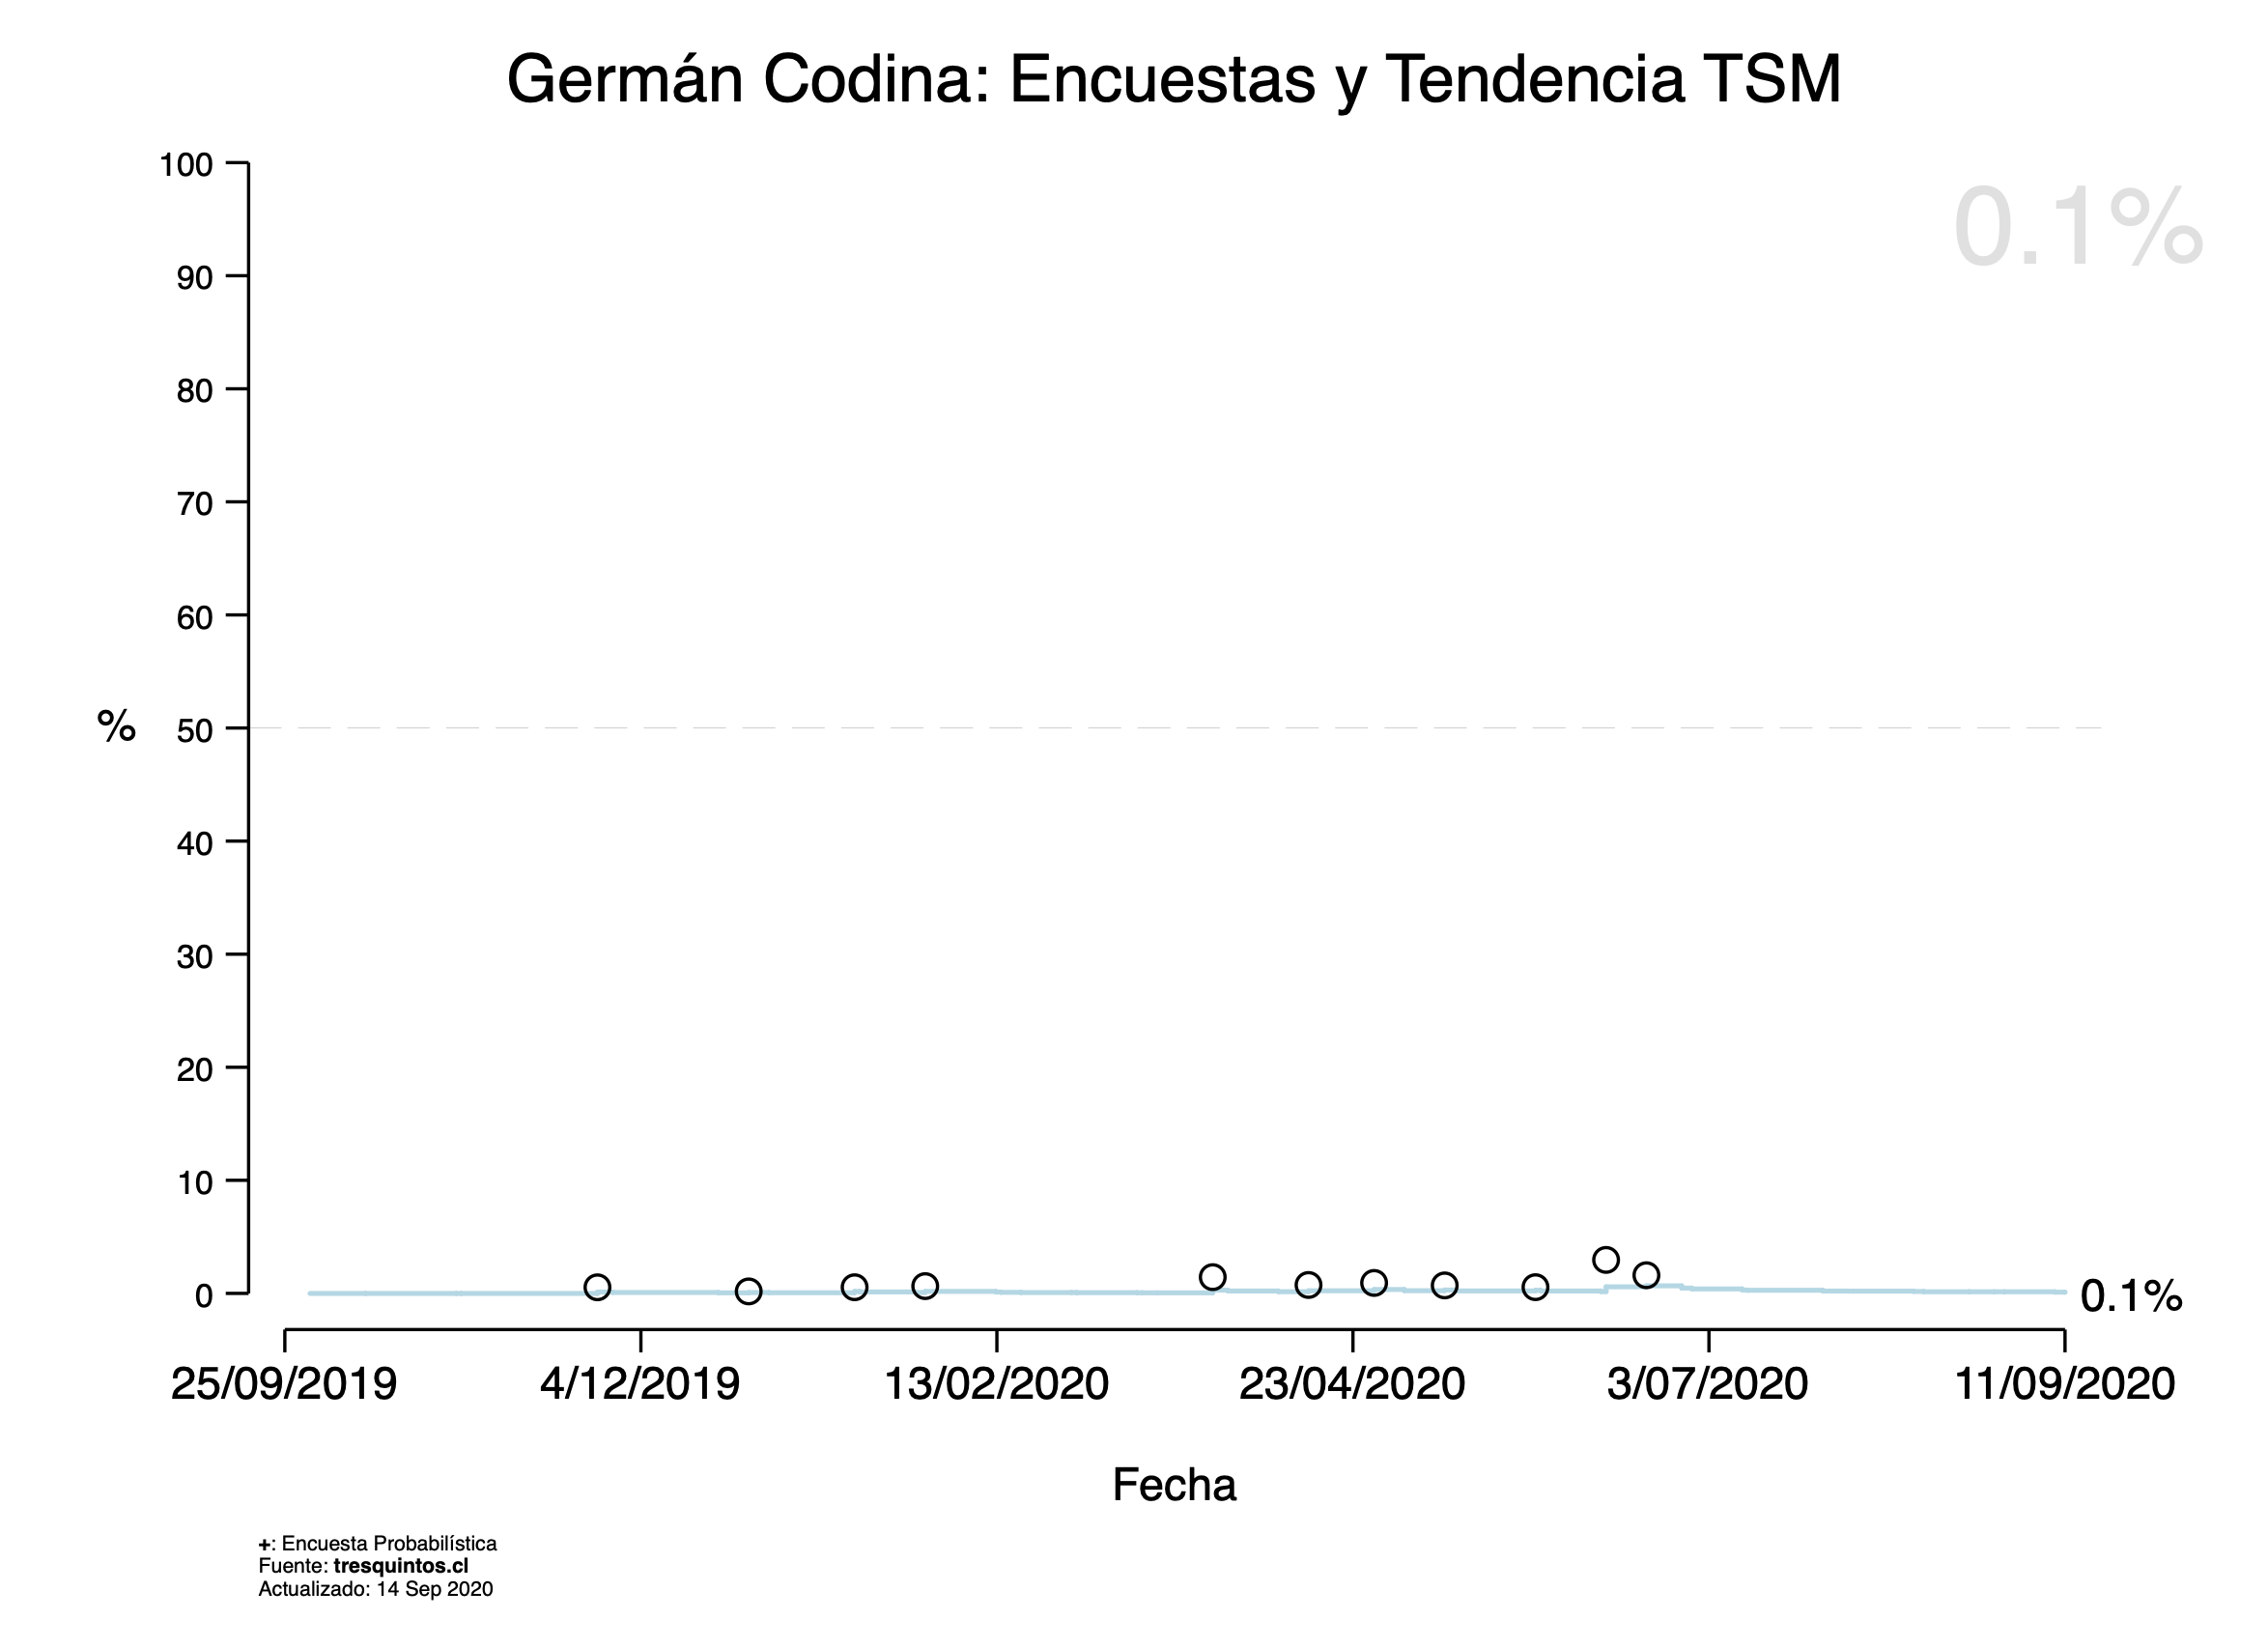 Germán Codina: Encuestas y Tendencia TSM
0.1%
100
90
80
70
60
50
40
30
20
10
0
%
0.1%
25/09/2019 4/12/2019 13/02/2020 23/04/2020 3/07/2020 11/09/2020
Fecha
+: Encuesta Probabilística
Fuente: tresquintos.cl
Actualizado: 14 Sep 2020